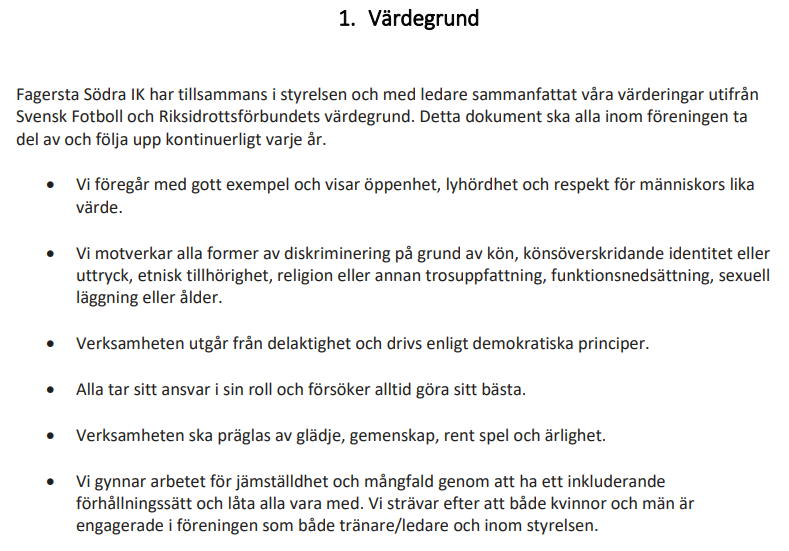 1. Värdegrund
Fagersta Södra IK har tillsammans i styrelsen och med ledare sammanfattat våra värderingar utifrån
Svensk Fotboll och Riksidrottsförbundets värdegrund. Detta dokument ska alla inom föreningen ta
del av och följa upp kontinuerligt varje år.
• Vi föregår med gott exempel och visar öppenhet, lyhördhet och respekt för människors lika
värde.
• Vi motverkar alla former av diskriminering på grund av kön, könsöverskridande identitet eller
uttryck, etnisk tillhörighet, religion eller annan trosuppfattning, funktionsnedsättning, sexuell
läggning eller ålder.
• Verksamheten utgår från delaktighet och drivs enligt demokratiska principer.
• Alla tar sitt ansvar i sin roll och försöker alltid göra sitt bästa.
• Verksamheten ska präglas av glädje, gemenskap, rent spel och ärlighet.
• Vi gynnar arbetet för jämställdhet och mångfald genom att ha ett inkluderande
förhållningssätt och låta alla vara med. Vi strävar efter att både kvinnor och män är
engagerade i föreningen som både tränare/ledare och inom styrelsen.